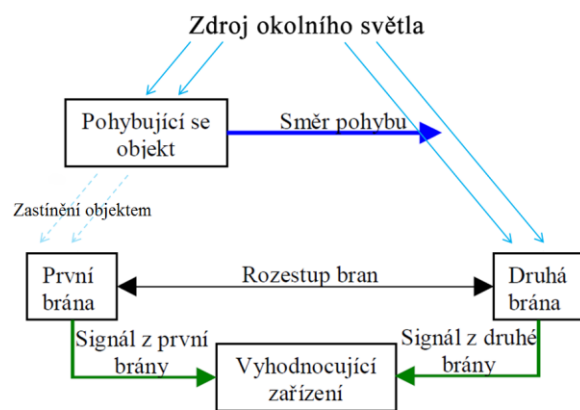 Zdroj okolního světla
Pohybující se
objekt
Směr pohybu
Zastínění objektem
První
brána
Rozestup bran
Druhá
brána
Signál z první
brány
Vyhodnocující
zařízení
Signál z druhé
brány